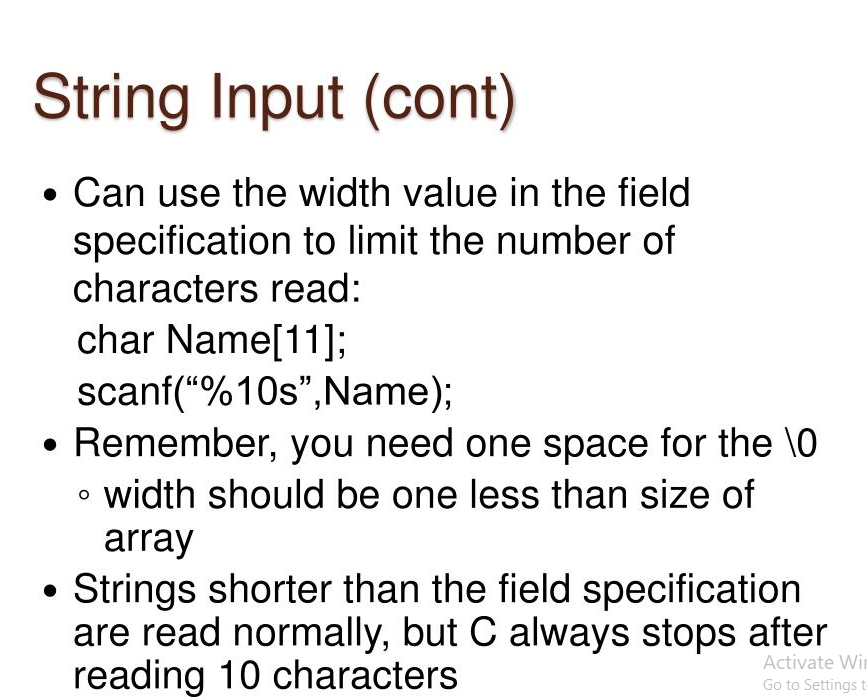 String Input (cont)
• Can use the width value in the field
specification to limit the number of
characters read:
char Name[11];
scanf(“%10s”,Name);
• Remember, you need one space for the \0
◦ width should be one less than size of
array
• Strings shorter than the field specification
are read normally, but C always stops after
reading 10 characters
Activate Wi
Go to Settings t